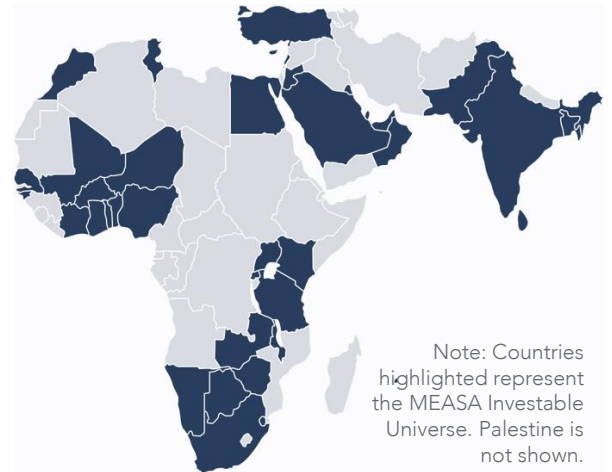 Note: Countries
highlighted represent
the MEASA Investable
Universe. Palestine is
not shown.